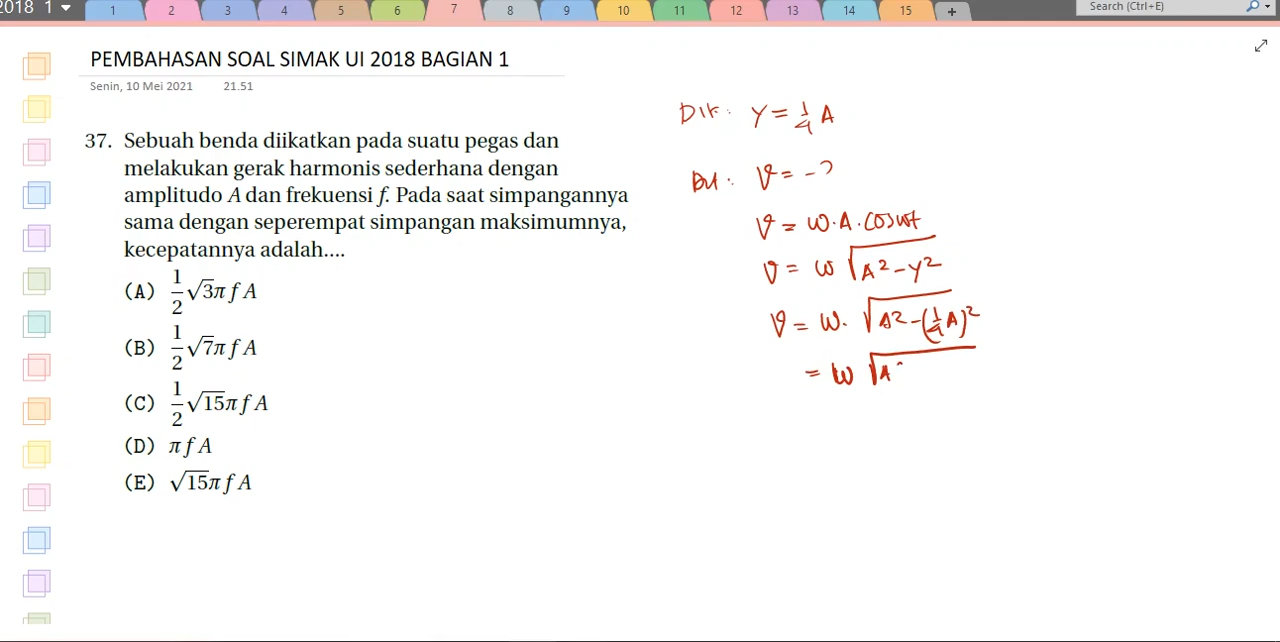 2018 1
1 2 3 4 5 6 7 8 9 10 11 12 13 14 15 +
Search (Ctrl+E)
PEMBAHASAN SOAL SIMAK UI 2018 BAGIAN 1
Senin, 10 Mei 2021 21.51
37. Sebuah benda diikatkan pada suatu pegas dan
melakukan gerak harmonis sederhana dengan
amplitudo A dan frekuensi f. Pada saat simpangannya
sama dengan seperempat simpangan maksimumnya,
kecepatannya adalah....
(A) 1/2 √3π f A
(B) 1/2 √7π f A
(C) 1/2 √15π f A
(D) π f A
(E) √15π f A
Dik: Y = 1/4 A
Dit: v = - ?
v = ω · A · cos ωt
v = ω √A² - Y²
v = ω · √A² - (1/4 A)²
= ω √A